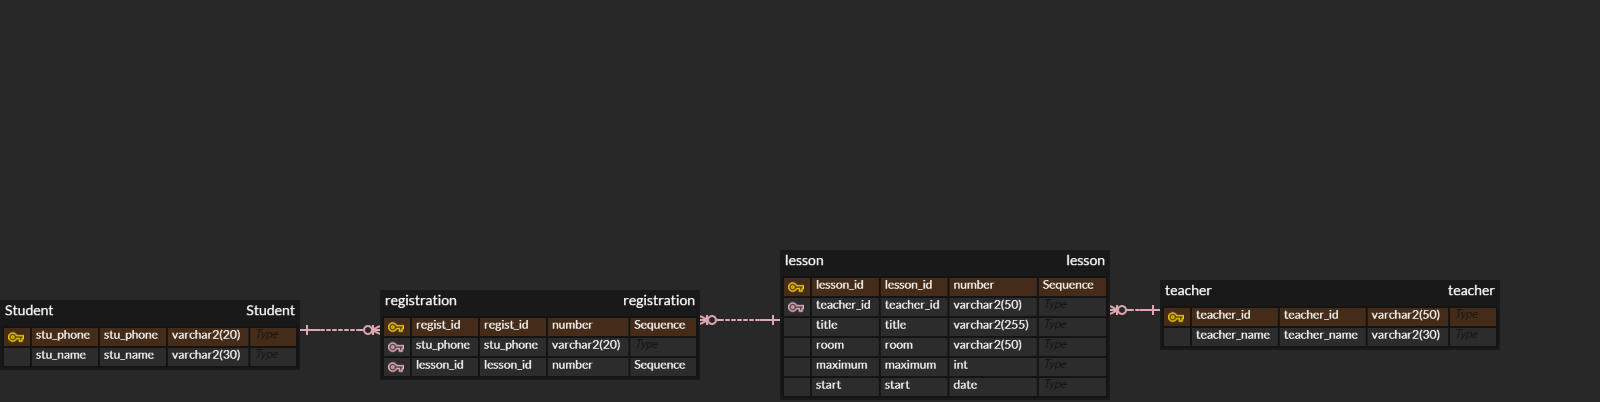 Student Student
stu_phone stu_phone varchar2(20) Type
stu_name stu_name varchar2(30) Type
registration registration
regist_id regist_id number Sequence
stu_phone stu_phone varchar2(20) Type
lesson_id lesson_id number Sequence
lesson lesson
lesson_id lesson_id number Sequence
teacher_id teacher_id varchar2(50) Type
title title varchar2(255) Type
room room varchar2(50) Type
maximum maximum int Type
start start date Type
teacher teacher
teacher_id teacher_id varchar2(50) Type
teacher_name teacher_name varchar2(30) Type